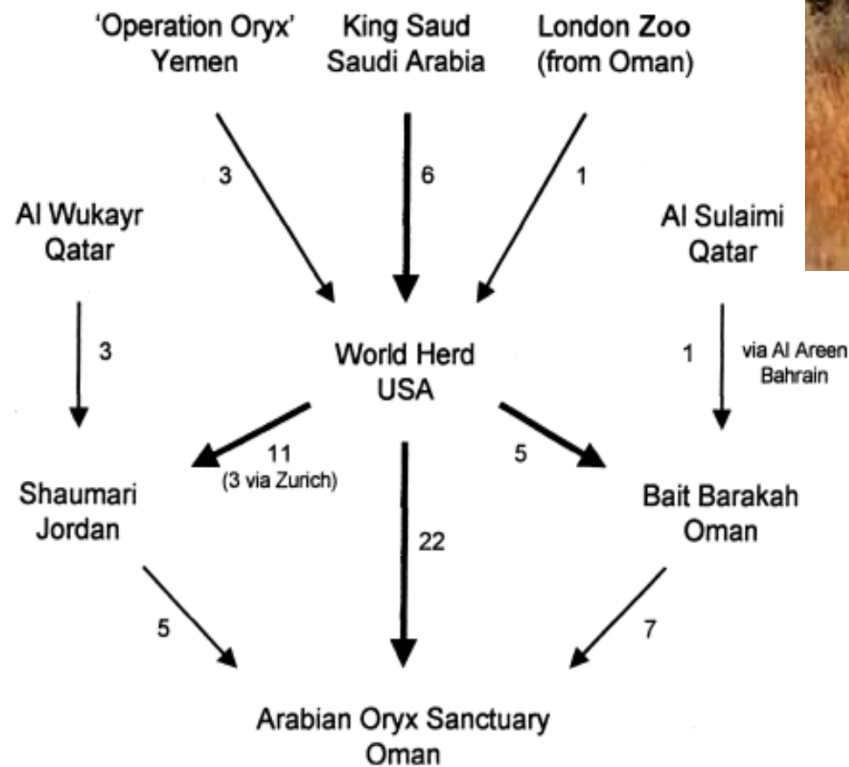 ‘Operation Oryx’
Yemen
King Saud
Saudi Arabia
London Zoo
(from Oman)
3
6
1
Al Wukayr
Qatar
Al Sulaimi
Qatar
3
World Herd
USA
1
via Al Areen
Bahrain
11
(3 via Zurich)
5
Shaumari
Jordan
22
Bait Barakah
Oman
5
7
Arabian Oryx Sanctuary
Oman